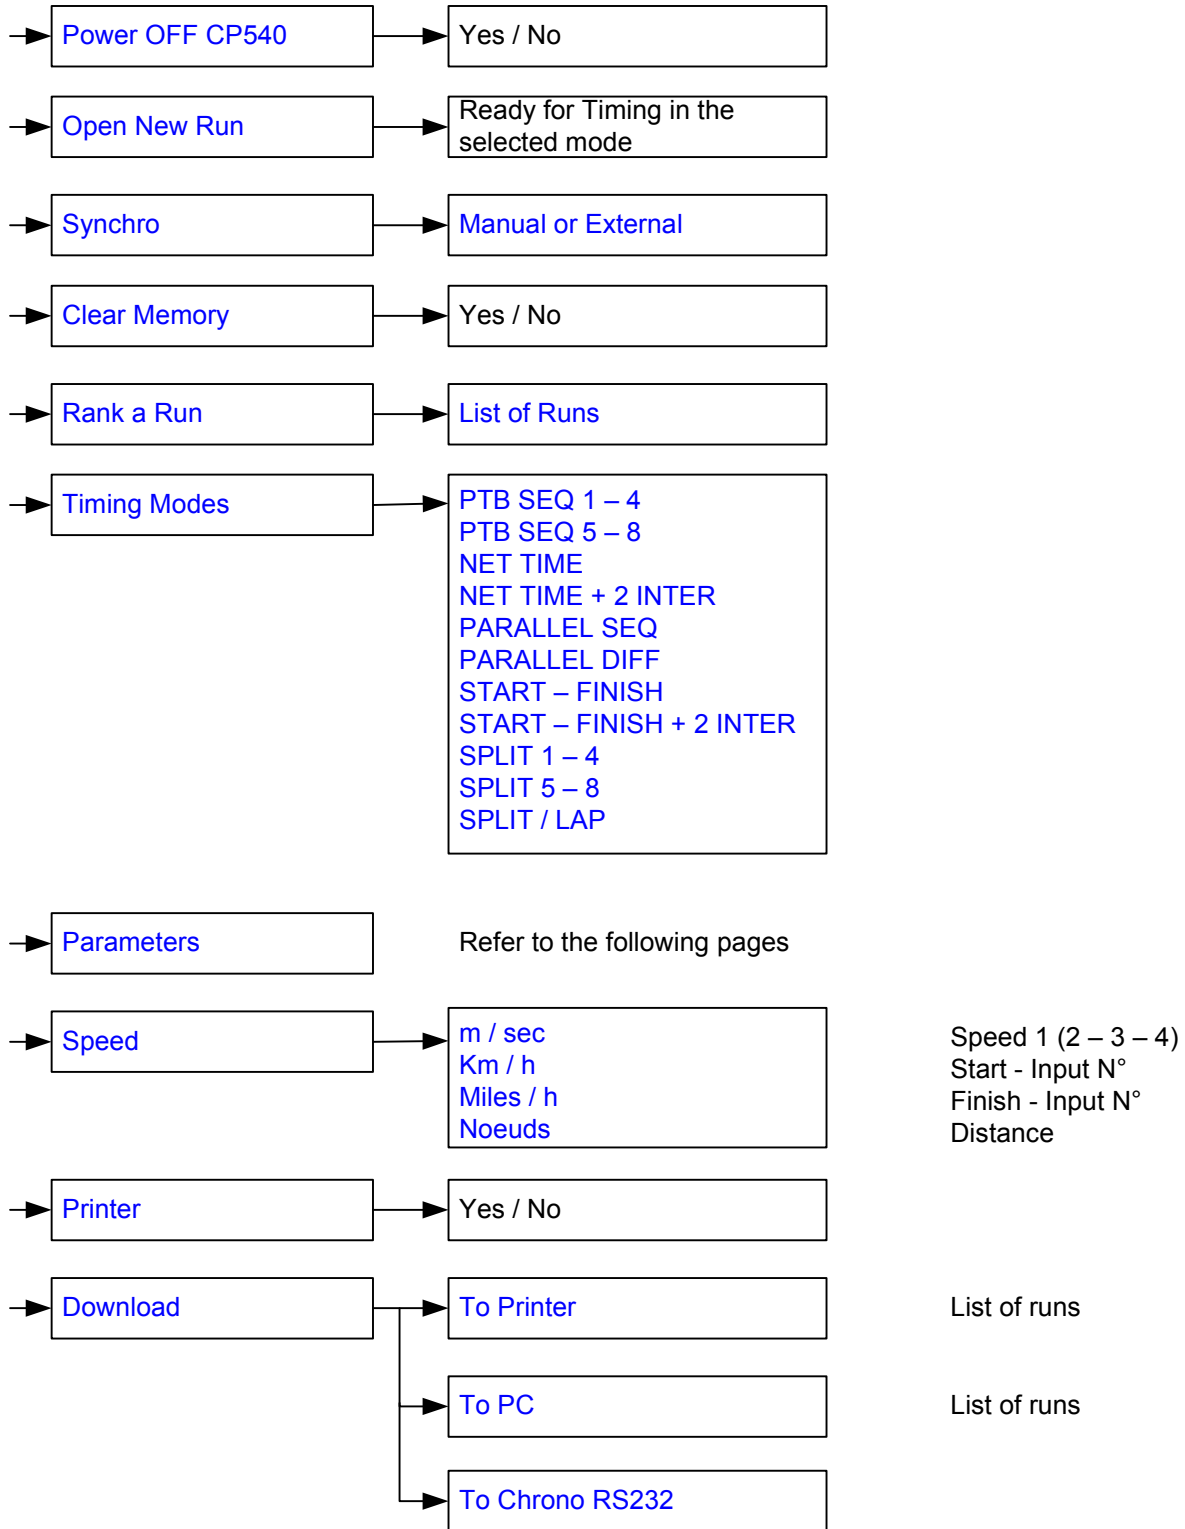 Power OFF CP540
Yes / No
Open New Run
Ready for Timing in the
selected mode
Synchro
Manual or External
Clear Memory
Yes / No
Rank a Run
List of Runs
Timing Modes
PTB SEQ 1 – 4
PTB SEQ 5 – 8
NET TIME
NET TIME + 2 INTER
PARALLEL SEQ
PARALLEL DIFF
START – FINISH
START – FINISH + 2 INTER
SPLIT 1 – 4
SPLIT 5 – 8
SPLIT / LAP
Parameters
Refer to the following pages
Speed
m / sec
Km / h
Miles / h
Noeuds
Speed 1 (2 – 3 – 4)
Start - Input N°
Finish - Input N°
Distance
Printer
Yes / No
Download
To Printer
List of runs
To PC
List of runs
To Chrono RS232